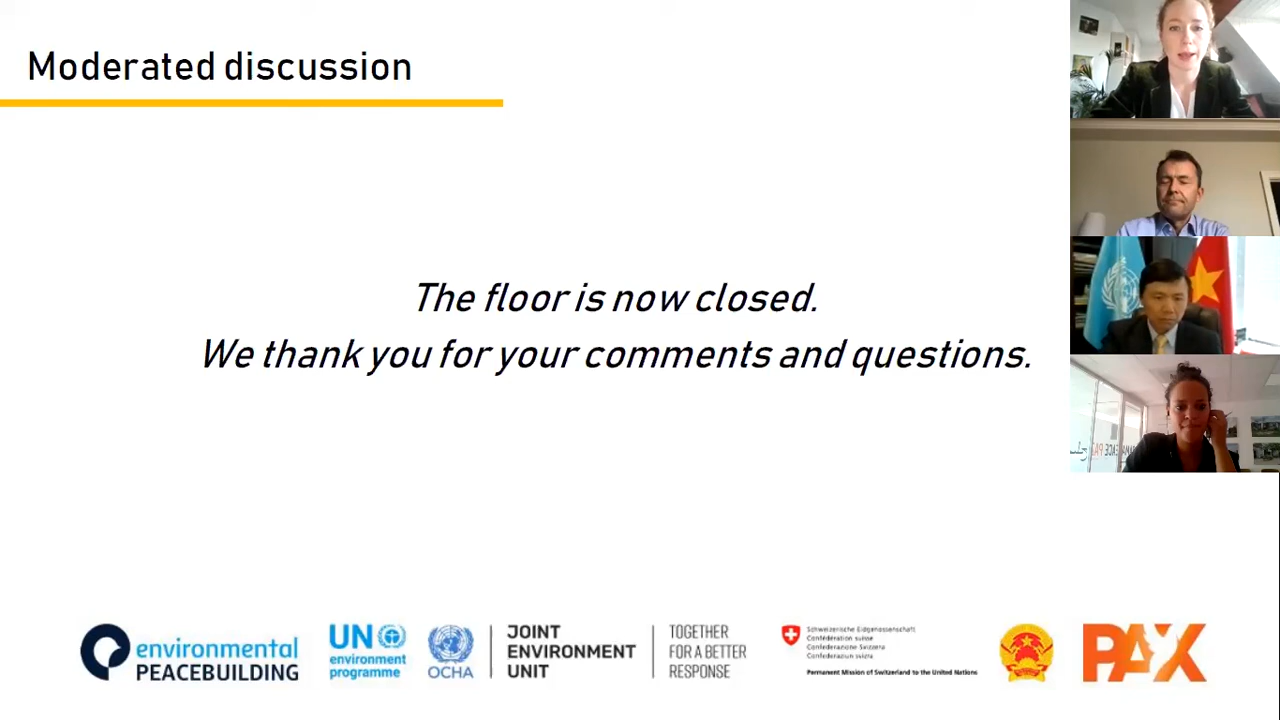 Moderated discussion
The floor is now closed.
We thank you for your comments and questions.
environmental
PEACEBUILDING
UN
environment
programme
OCHA
JOINT
ENVIRONMENT
UNIT
TOGETHER
FOR A BETTER
RESPONSE
Schweizerische Eidgenossenschaft
Confédération suisse
Confederazione Svizzera
Confederaziun svizra
Permanent Mission of Switzerland to the United Nations
PAX